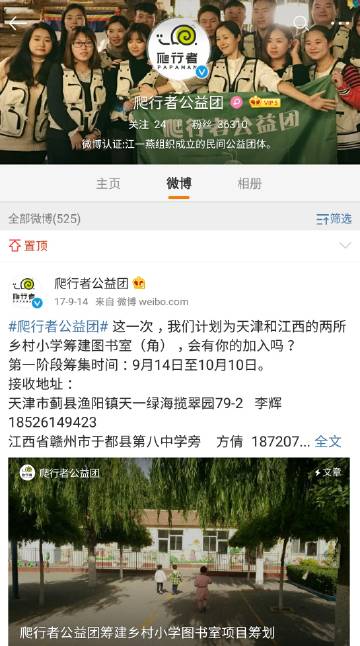 爬行者
PAPAMAN
爬行者公益团 VIP 5
关注 24 粉丝 36310
微博认证:江一燕组织成立的民间公益团体。
主页 微博 相册
全部微博(525) 筛选
置顶
爬行者公益团
17-9-14 来自 微博 weibo.com
#爬行者公益团# 这一次，我们计划为天津和江西的两所
乡村小学筹建图书室（角），会有你的加入吗？
第一阶段筹集时间：9月14日至10月10日。
接收地址：
天津市蓟县渔阳镇天一绿海揽翠园79-2 李辉
18526149423
江西省赣州市于都县第八中学旁 方倩 187207... 全文
爬行者公益团 文章
爬行者公益团筹建乡村小学图书室项目筹划